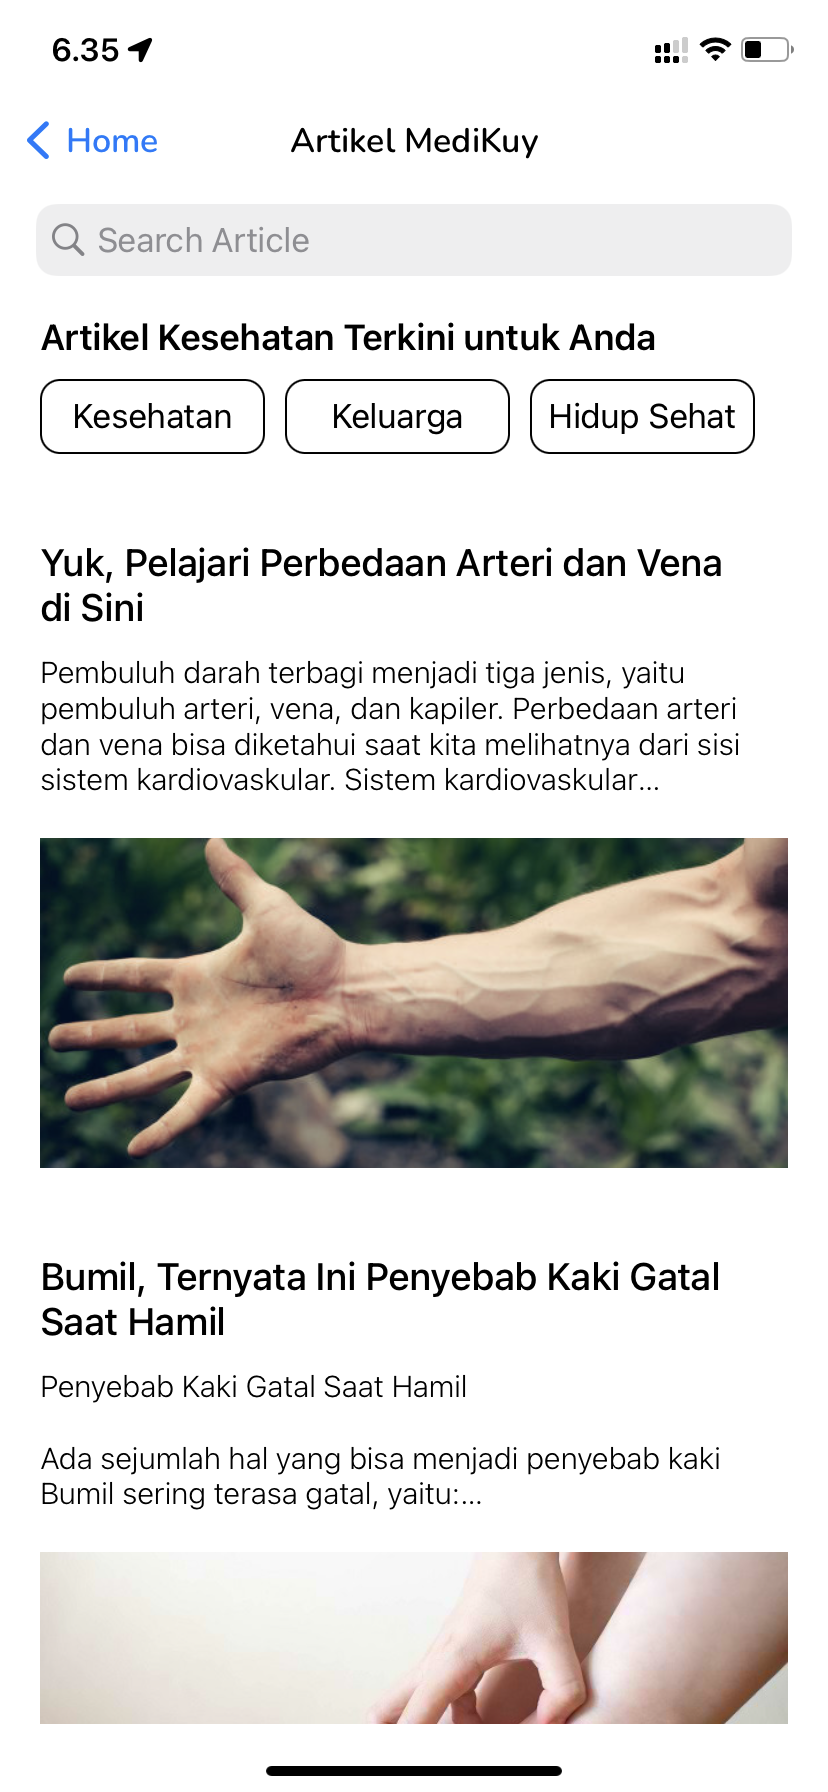 6.35
Home
Artikel MediKuy
Search Article
Artikel Kesehatan Terkini untuk Anda
Kesehatan
Keluarga
Hidup Sehat
Yuk, Pelajari Perbedaan Arteri dan Vena
di Sini
Pembuluh darah terbagi menjadi tiga jenis, yaitu
pembuluh arteri, vena, dan kapiler. Perbedaan arteri
dan vena bisa diketahui saat kita melihatnya dari sisi
sistem kardiovaskular. Sistem kardiovaskular...
Bumil, Ternyata Ini Penyebab Kaki Gatal
Saat Hamil
Penyebab Kaki Gatal Saat Hamil
Ada sejumlah hal yang bisa menjadi penyebab kaki
Bumil sering terasa gatal, yaitu:...